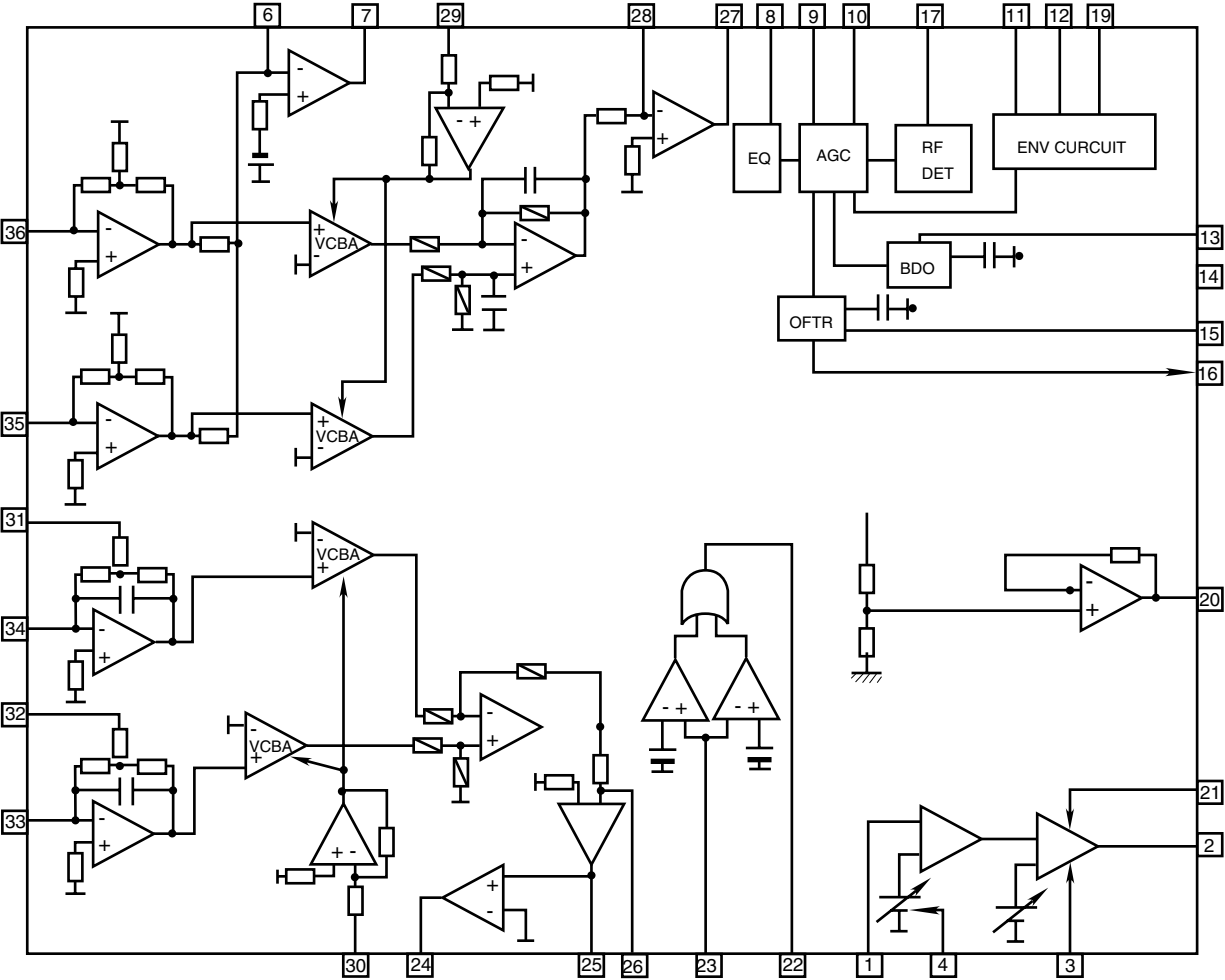 6 7 29 28 27 8 9 10 17 11 12 19
- +
- +
- +
EQ AGC RF DET ENV CURCUIT
36
- +
+ VCBA -
- +
13
BDO
14
OFTR
15
16
35
- +
+ VCBA -
31
- VCBA +
34
- +
- +
20
32
- VCBA +
- +
- + - +
33
- +
+ -
21
2
+ -
30 24 25 26 23 22 1 4 3